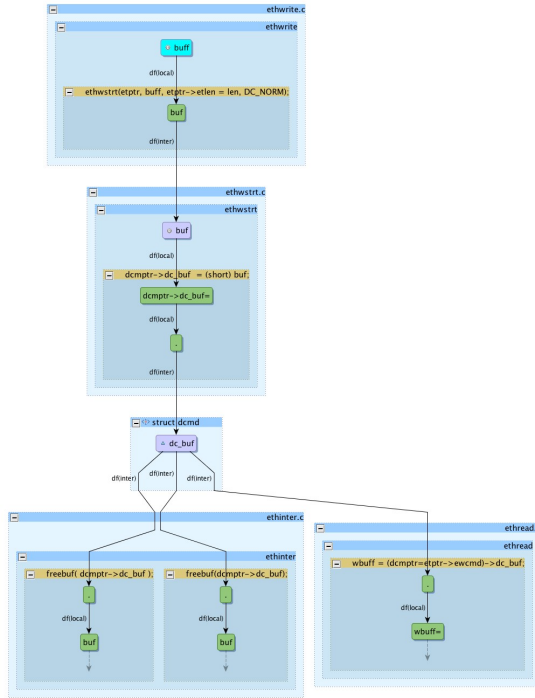 ethwrite.c
ethwrite
buff
df(local)
ethwstrt(etptr, buff, etptr->etlen = len, DC_NORM);
buf
df(inter)
ethwstrt.c
ethwstrt
buf
df(local)
dcmptr->dc_buf = (short) buf;
dcmptr->dc_buf=
df(local)
.
df(inter)
struct dcmd
dc_buf
df(inter) df(inter) df(inter)
ethinter.c
ethinter
freebuf( dcmptr->dc_buf ); freebuf(dcmptr->dc_buf);
. .
df(local) df(local)
buf buf
ethread.
ethread
wbuff = (dcmptr=etptr->ewcmd)->dc_buf;
.
df(local)
wbuff=